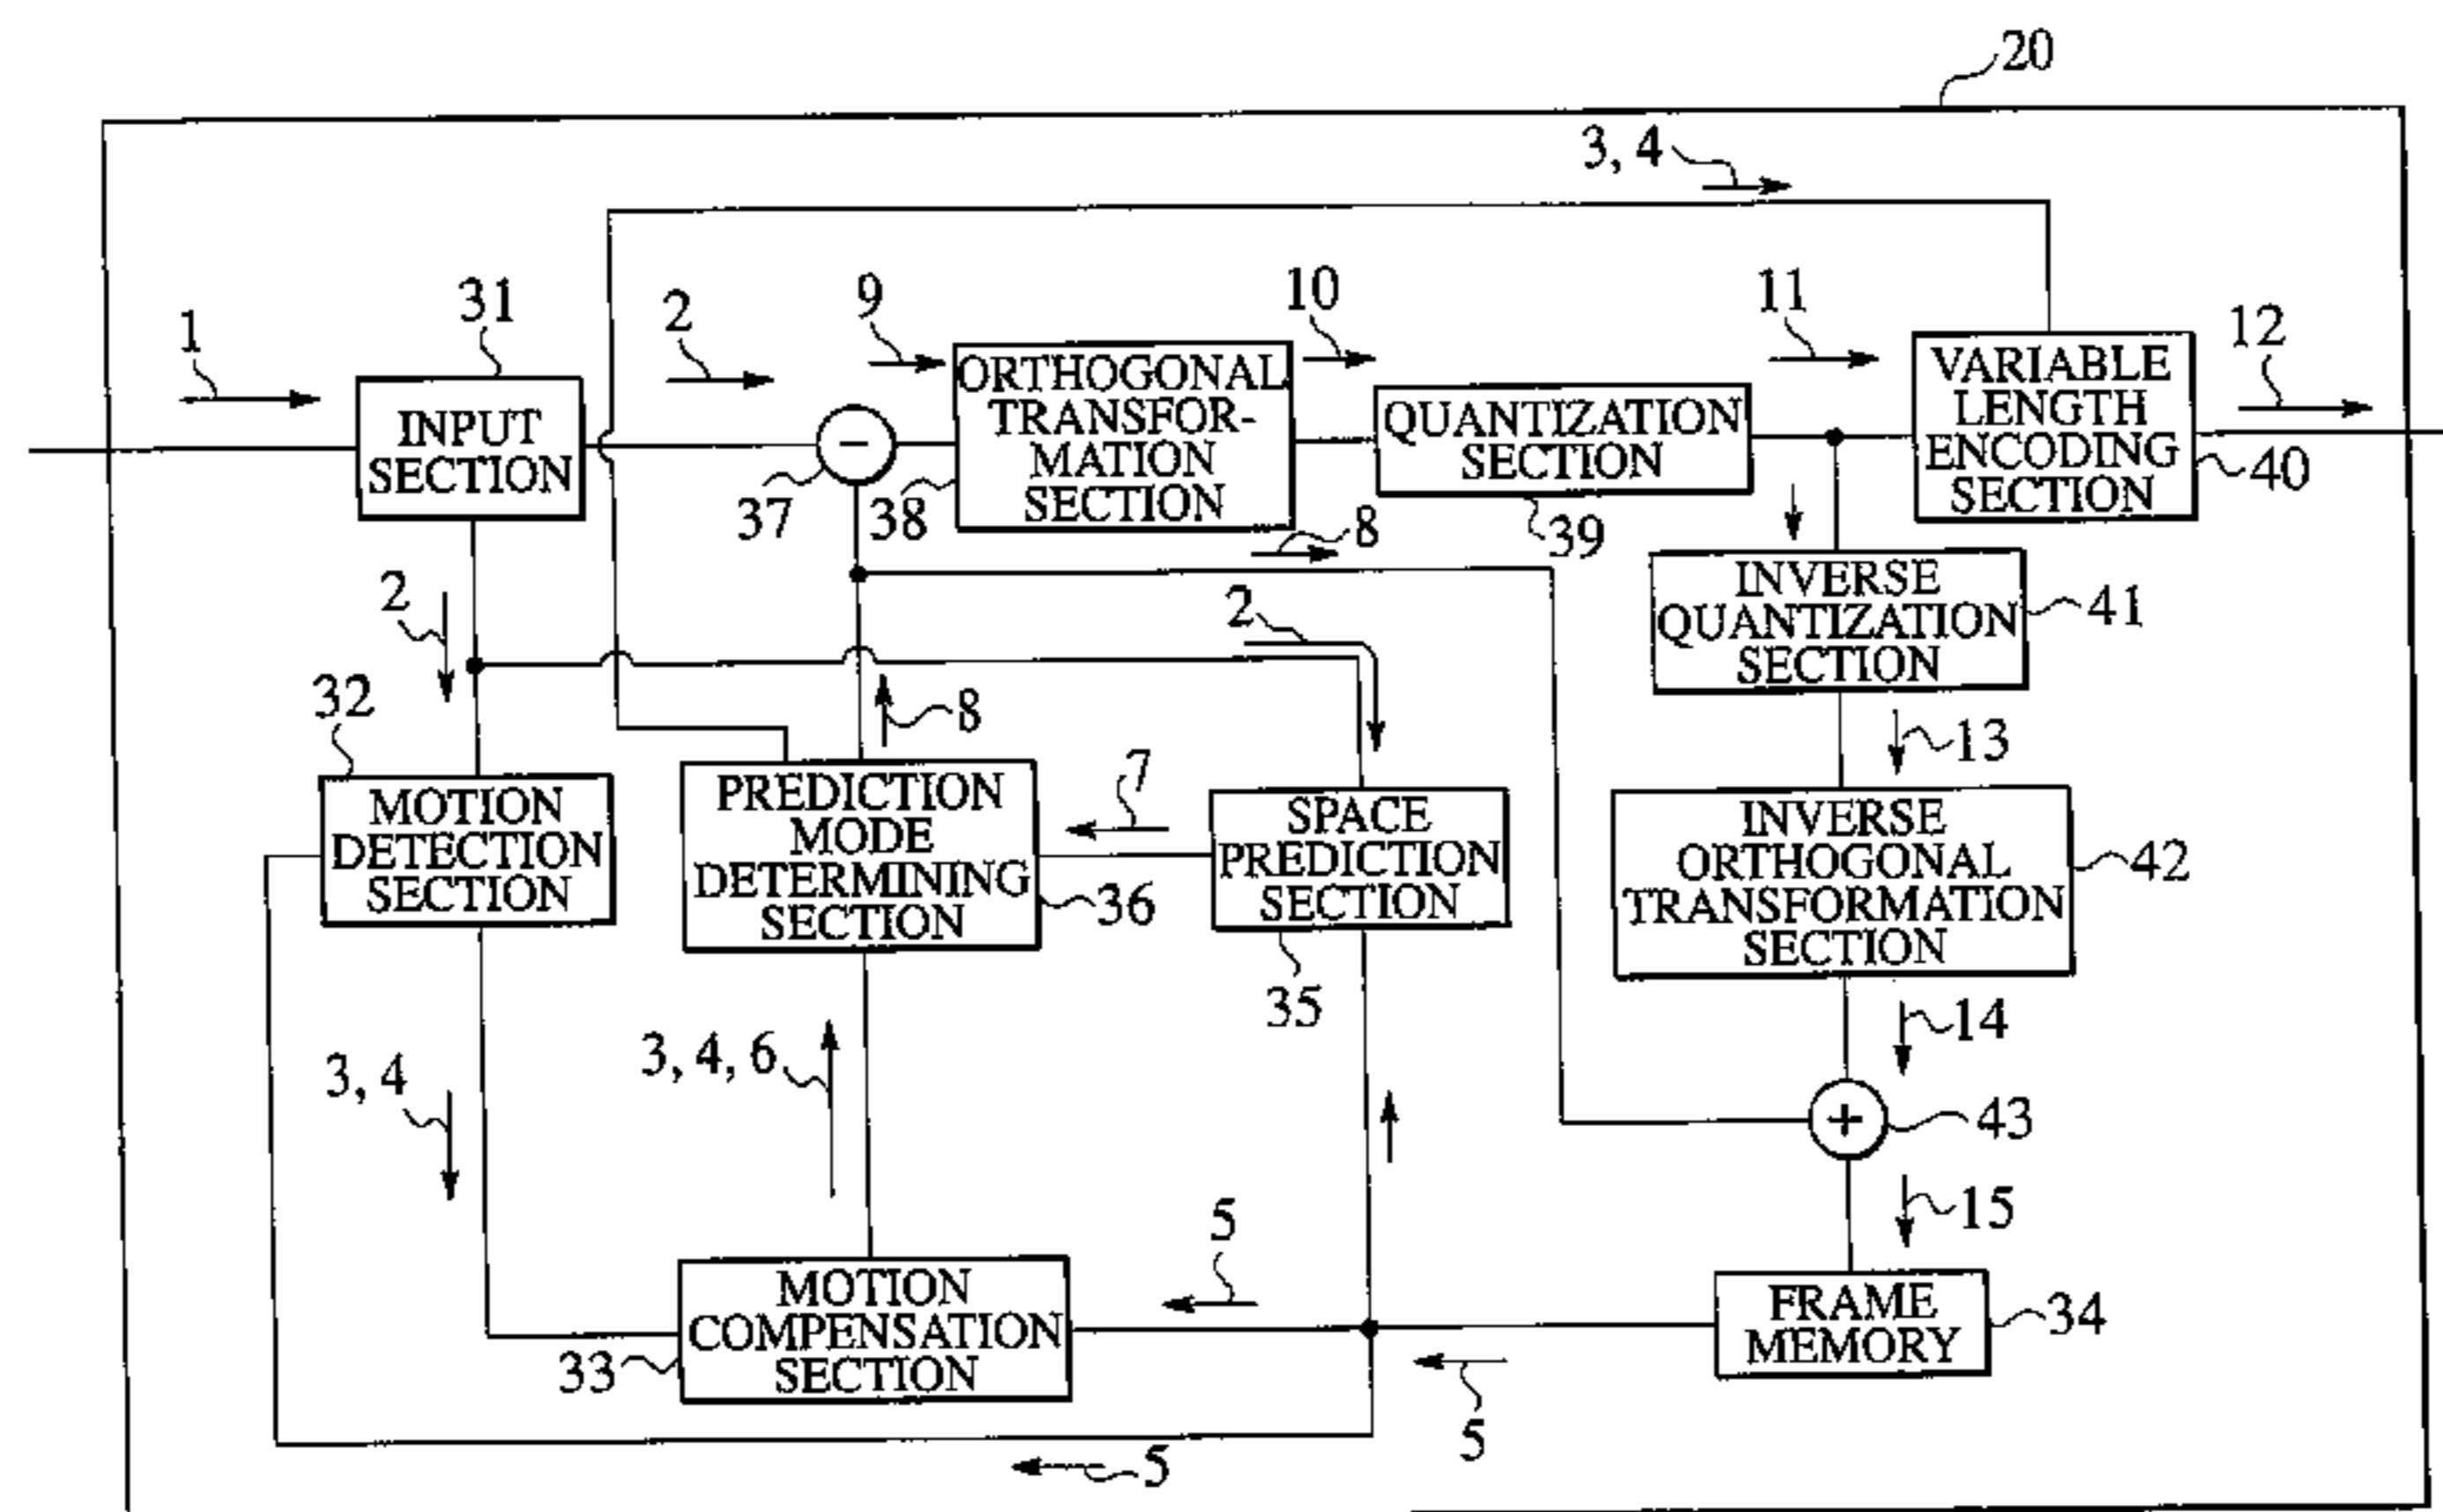 20
3, 4
31
2
9
10
11
12
1
INPUT
SECTION
−
37
38
ORTHOGONAL
TRANSFOR-
MATION
SECTION
QUANTIZATION
SECTION
39
VARIABLE
LENGTH
ENCODING
SECTION
40
8
2
2
INVERSE
QUANTIZATION
SECTION
41
32
8
13
MOTION
DETECTION
SECTION
PREDICTION
MODE
DETERMINING
SECTION
36
7
SPACE
PREDICTION
SECTION
35
INVERSE
ORTHOGONAL
TRANSFORMATION
SECTION
42
14
3, 4
3, 4, 6
+
43
15
5
MOTION
COMPENSATION
SECTION
33
FRAME
MEMORY
34
5
5